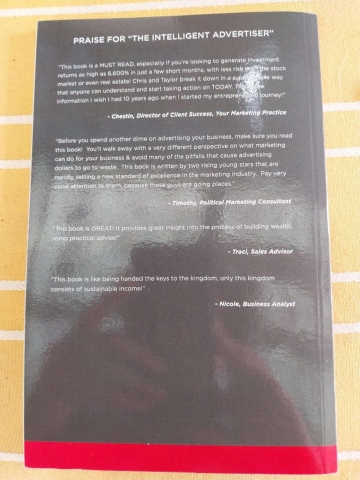 PRAISE FOR "THE INTELLIGENT ADVERTISER"
"This book is a MUST READ, especially if you're looking to generate investment
returns as high as 6,600% in just a few short months, with less risk than the stock
market or even real estate! Chris and Taylor break it down in a super simple way
that anyone can understand and start taking action on TODAY. This is the
information I wish I had 10 years ago when I started my entrepreneurial journey!"
- Chestin, Director of Client Success, Your Marketing Practice
"Before you spend another dime on advertising your business, make sure you read
this book! You'll walk away with a very different perspective on what marketing
can do for your business & avoid many of the pitfalls that cause advertising
dollars to go to waste. This book is written by two rising young stars that are
rapidly setting a new standard of excellence in the marketing industry. Pay very
close attention to them, because these guys are going places."
- Timothy, Political Marketing Consultant
"This book is GREAT! It provides great insight into the process of building wealth,
using practical advice!"
- Traci, Sales Advisor
"This book is like being handed the keys to the kingdom, only this kingdom
consists of sustainable income!"
- Nicole, Business Analyst